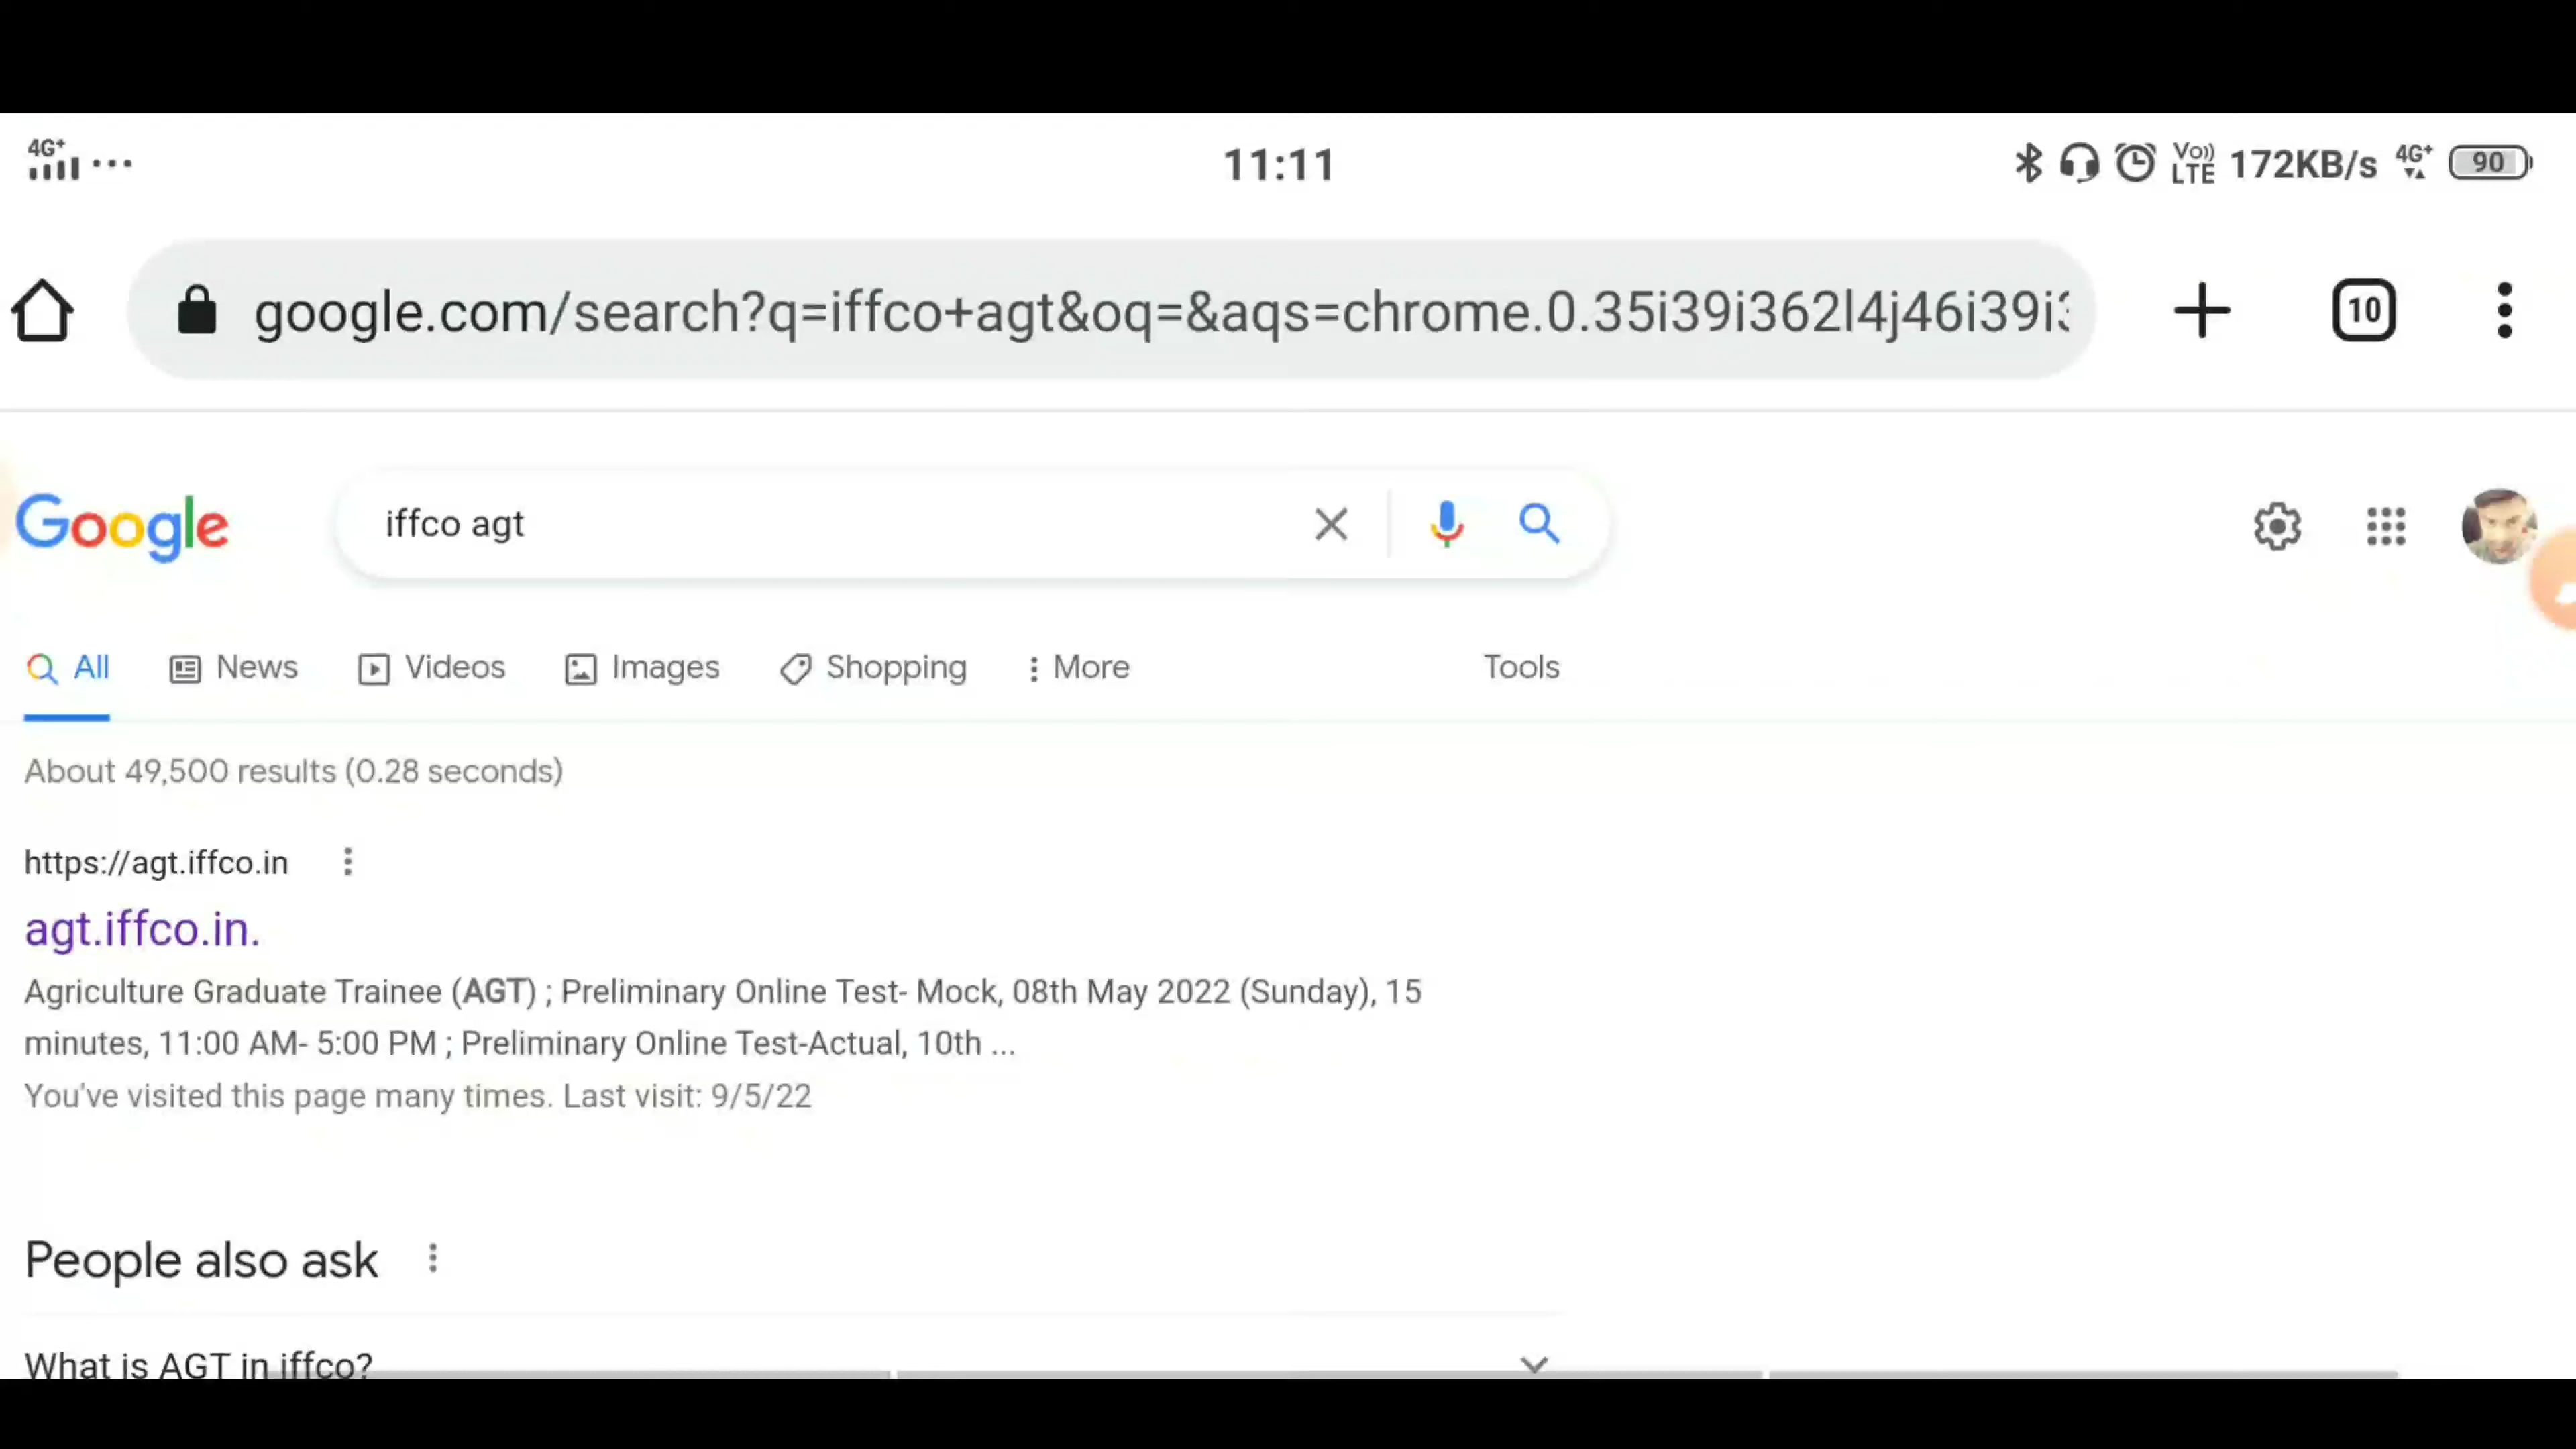 4G+
11:11
Vo)) LTE 172KB/s 4G+ 90
google.com/search?q=iffco+agt&oq=&aqs=chrome.0.35i39i362l4j46i39i
10
Google
iffco agt
All News Videos Images Shopping More Tools
About 49,500 results (0.28 seconds)
https://agt.iffco.in
agt.iffco.in.
Agriculture Graduate Trainee (AGT) ; Preliminary Online Test- Mock, 08th May 2022 (Sunday), 15
minutes, 11:00 AM- 5:00 PM ; Preliminary Online Test-Actual, 10th ...
You've visited this page many times. Last visit: 9/5/22
People also ask
What is AGT in iffco?